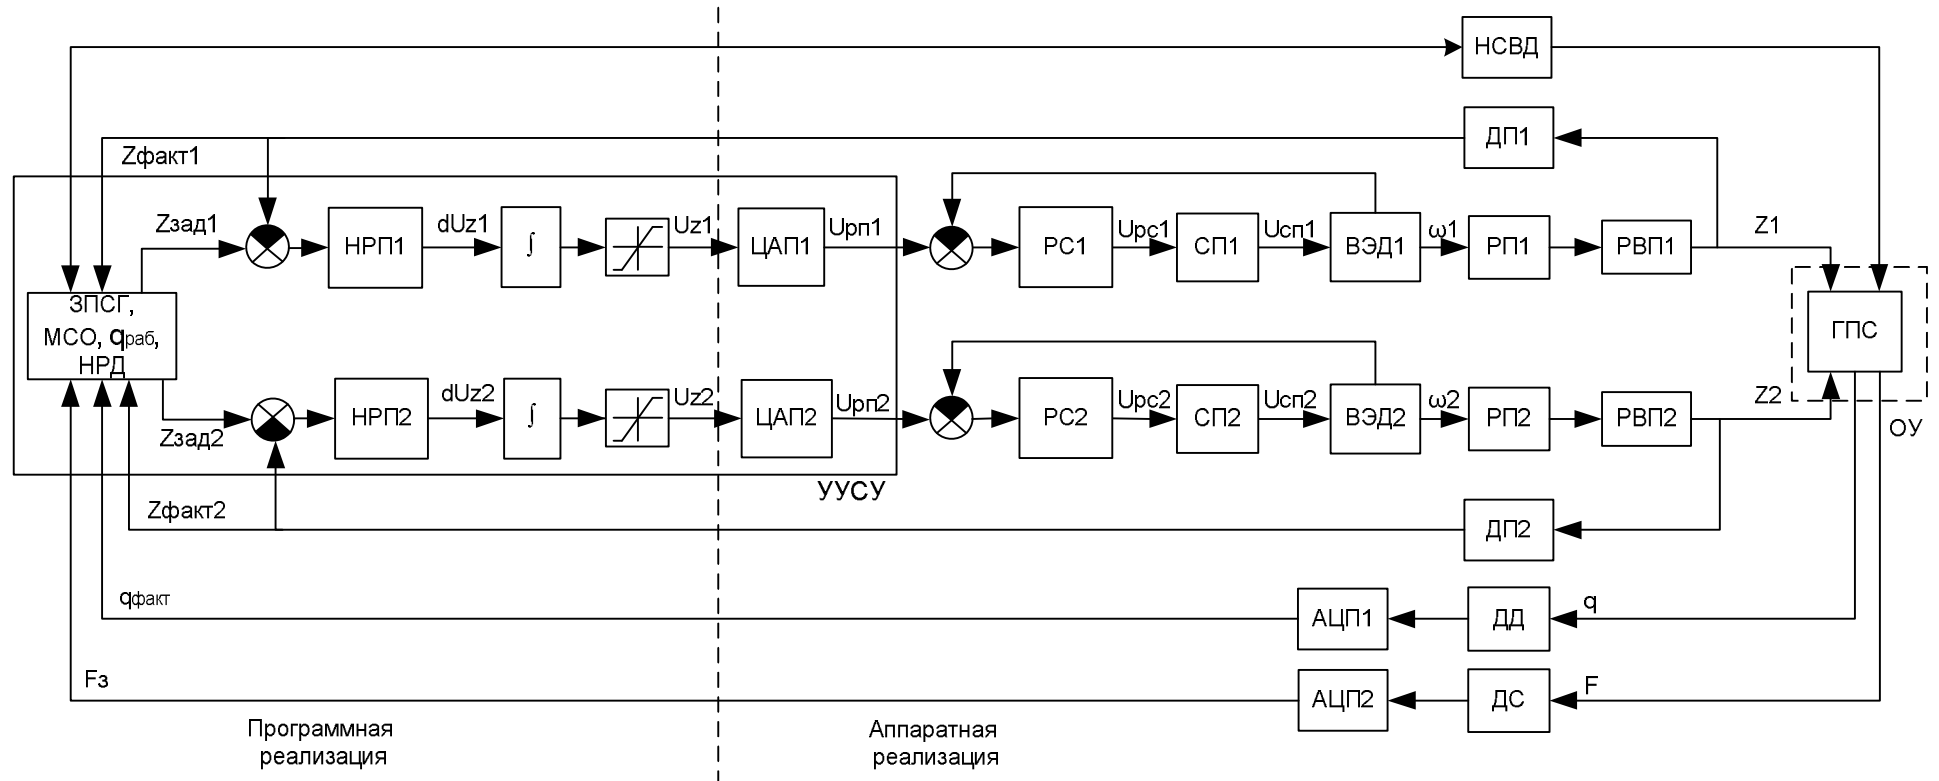 НСВД
ДП1
Zфакт1
Zзад1
НРП1
dUz1
∫
Uz1
ЦАП1
Uрп1
РС1
Uрс1
СП1
Uсп1
ВЭД1
ω1
РП1
РВП1
Z1
ЗПСГ,
МСО, qраб,
НРД
ГПС
ОУ
Zзад2
НРП2
dUz2
∫
Uz2
ЦАП2
Uрп2
РС2
Uрс2
СП2
Uсп2
ВЭД2
ω2
РП2
РВП2
Z2
УУСУ
Zфакт2
ДП2
qфакт
АЦП1
ДД
q
Fз
АЦП2
ДС
F
Программная
реализация
Аппаратная
реализация